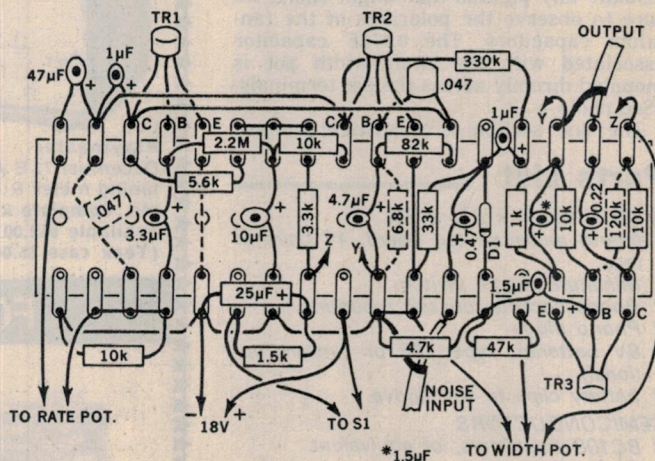 TR1
TR2
OUTPUT
47μF
+
1μF
+
330k
.047
1μF
+
Y
Z
C
B
E
C
B
E
2.2M
10k
82k
5.6k
.047
3.3μF
+
10μF
+
3.3k
4.7μF
+
6.8k
33k
0.47
+
D1
1k
+
*
10k
0.22
+
120k
10k
Z
Y
25μF +
1.5μF
E
+
B
C
10k
1.5k
4.7k
47k
TR3
TO RATE POT.
- 18V +
TO S1
NOISE
INPUT
*1.5μF
TO WIDTH POT.